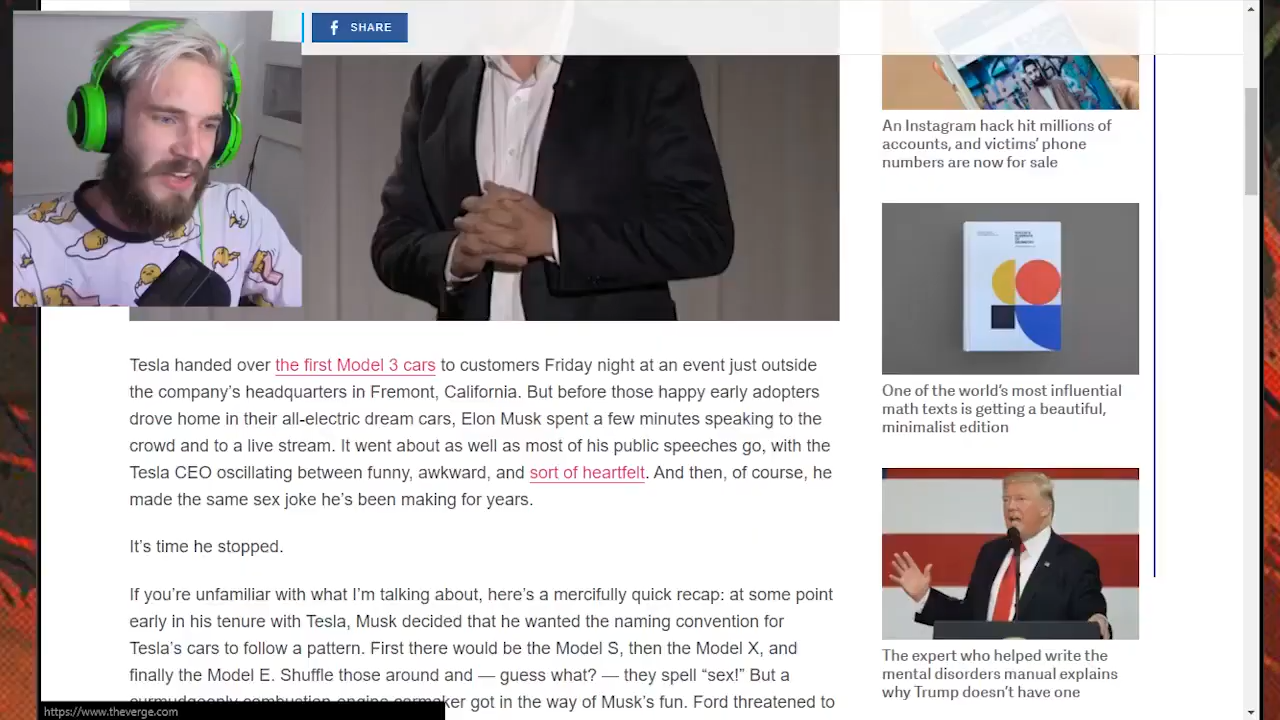 SHARE
An Instagram hack hit millions of
accounts, and victims' phone
numbers are now for sale
One of the world's most influential
math texts is getting a beautiful,
minimalist edition
The expert who helped write the
mental disorders manual explains
why Trump doesn't have one
Tesla handed over the first Model 3 cars to customers Friday night at an event just outside
the company's headquarters in Fremont, California. But before those happy early adopters
drove home in their all-electric dream cars, Elon Musk spent a few minutes speaking to the
crowd and to a live stream. It went about as well as most of his public speeches go, with the
Tesla CEO oscillating between funny, awkward, and sort of heartfelt. And then, of course, he
made the same sex joke he's been making for years.
It's time he stopped.
If you're unfamiliar with what I'm talking about, here's a mercifully quick recap: at some point
early in his tenure with Tesla, Musk decided that he wanted the naming convention for
Tesla's cars to follow a pattern. First there would be the Model S, then the Model X, and
finally the Model E. Shuffle those around and — guess what? — they spell "sex!" But a
curmudgeonly combustion engine carmaker got in the way of Musk's fun. Ford threatened to
https://www.theverge.com